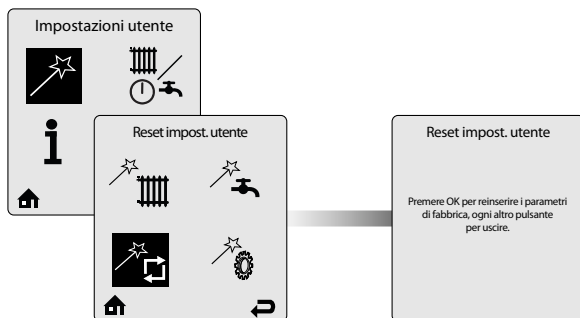 Impostazioni utente
Reset impost. utente
Reset impost. utente
Premere OK per reinserire i parametri
di fabbrica, ogni altro pulsante
per uscire.